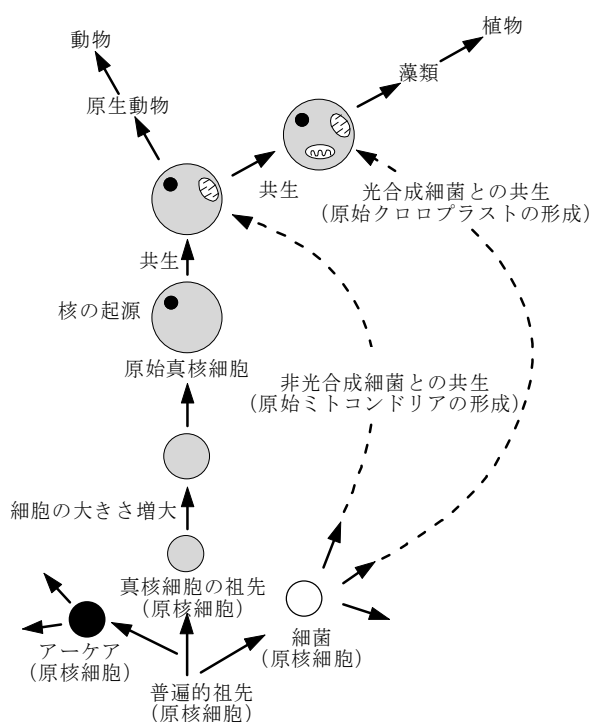 植物
動物
藻類
原生動物
共生
光合成細菌との共生
(原始クロロプラストの形成)
共生
核の起源
原始真核細胞
非光合成細菌との共生
(原始ミトコンドリアの形成)
細胞の大きさ増大
真核細胞の祖先
(原核細胞)
アーケア
(原核細胞)
細菌
(原核細胞)
普遍的祖先
(原核細胞)